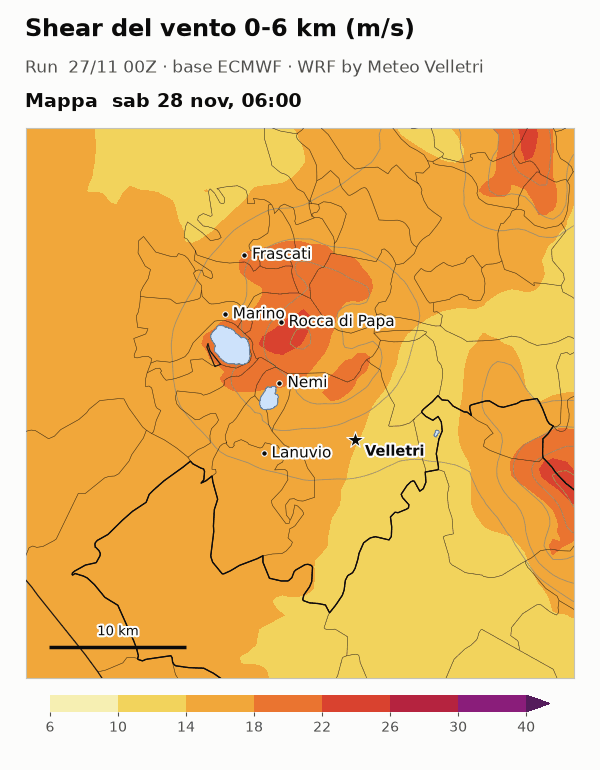 Shear del vento 0-6 km (m/s)
Run  27/11 00Z · base ECMWF · WRF by Meteo Velletri
Mappa  sab 28 nov, 06:00
Frascati
Marino
Rocca di Papa
Nemi
Velletri
Lanuvio
10 km
6 10 14 18 22 26 30 40